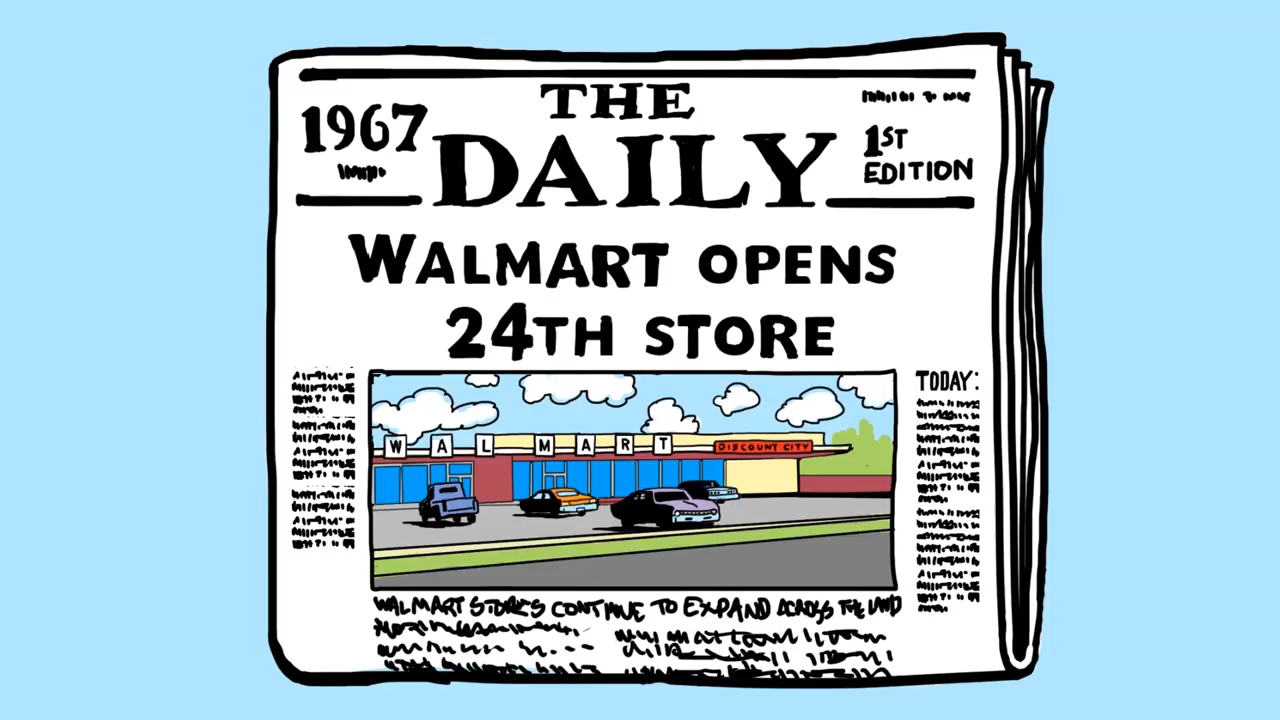 1967
THE
DAILY
1ST
EDITION
WALMART OPENS
24TH STORE
WALMART
DISCOUNT CITY
TODAY:
WALMART STORES CONTINUE TO EXPAND ACROSS THE LAND